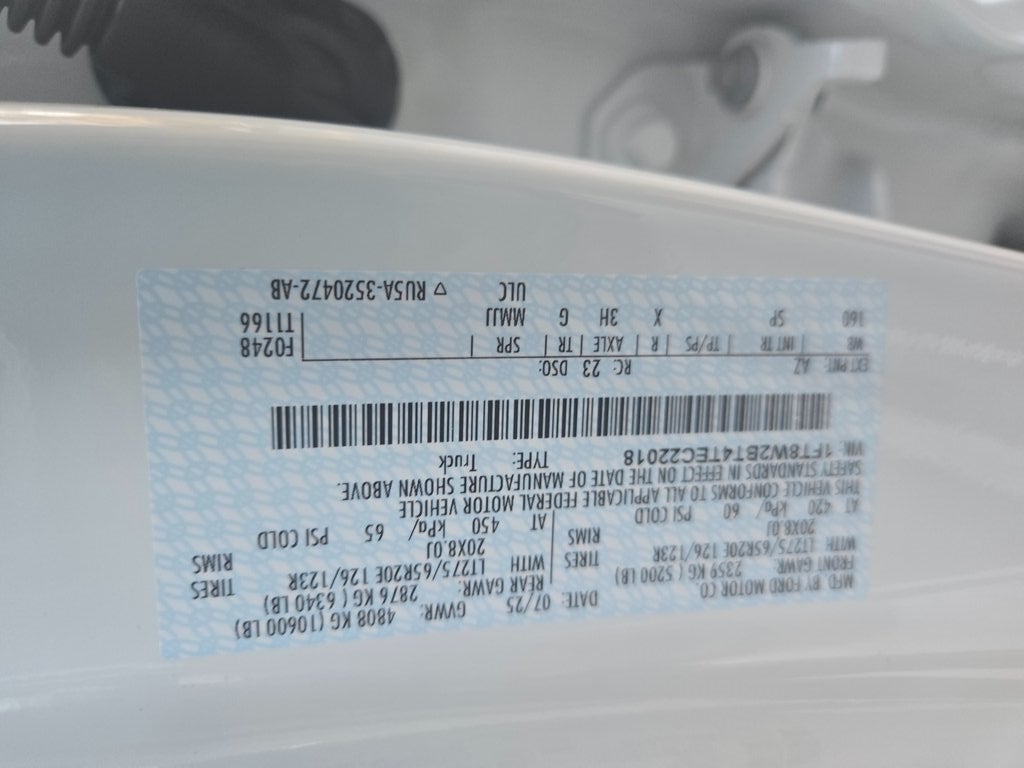 MFD. BY FORD MOTOR CO.
DATE: 07/25 GVWR: 4808 KG (10600 LB)
FRONT GAWR: 2359 KG (5200 LB) REAR GAWR: 2876 KG (6340 LB)
WITH LT275/65R20E 126/123R TIRES WITH LT275/65R20E 126/123R TIRES
20X8.0J RIMS 20X8.0J RIMS
AT 420 kPa/ 60 PSI COLD AT 450 kPa/ 65 PSI COLD
THIS VEHICLE CONFORMS TO ALL APPLICABLE FEDERAL MOTOR VEHICLE
SAFETY STANDARDS IN EFFECT ON THE DATE OF MANUFACTURE SHOWN ABOVE.
VIN: 1FT8W2BT4TEC22018 TYPE: Truck
EXT PNT: AZ RC: 23 DSO: F0248
WB | INT TR | TP/PS | R | AXLE | TR | SPR | T1166
160 SP X 3H G MMJJ
ULC ▽ RU5A-3520472-AB